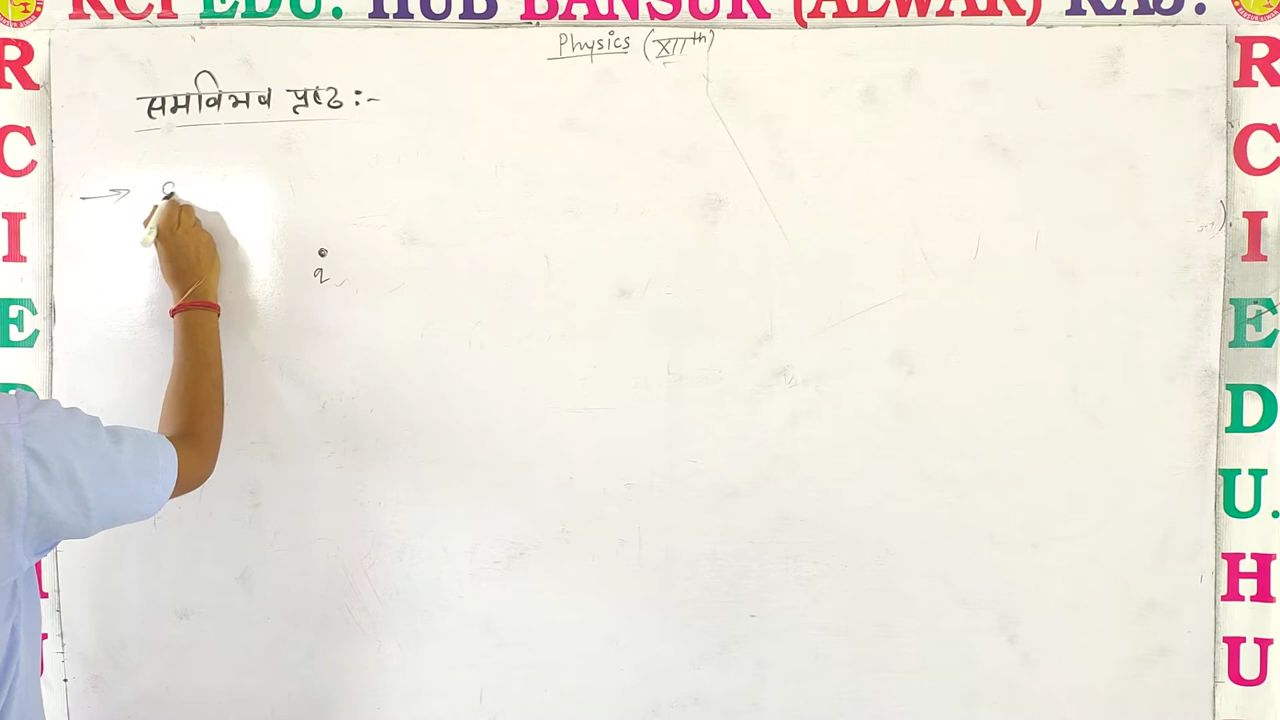 RCI EDU. HUB BANSUR (ALWAR) RAJ.
Physics (XIIth)
समविभव पृष्ठ :-
→
q
R
C
I
E
D
U
R
C
I
E
D
U.
H
U